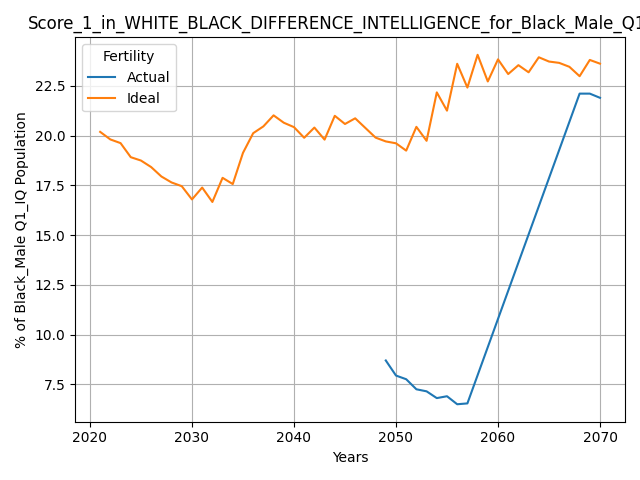 Score_1_in_WHITE_BLACK_DIFFERENCE_INTELLIGENCE_for_Black_Male_Q1
Fertility
Actual
Ideal
% of Black_Male Q1_IQ Population
22.5
20.0
17.5
15.0
12.5
10.0
7.5
2020 2030 2040 2050 2060 2070
Years